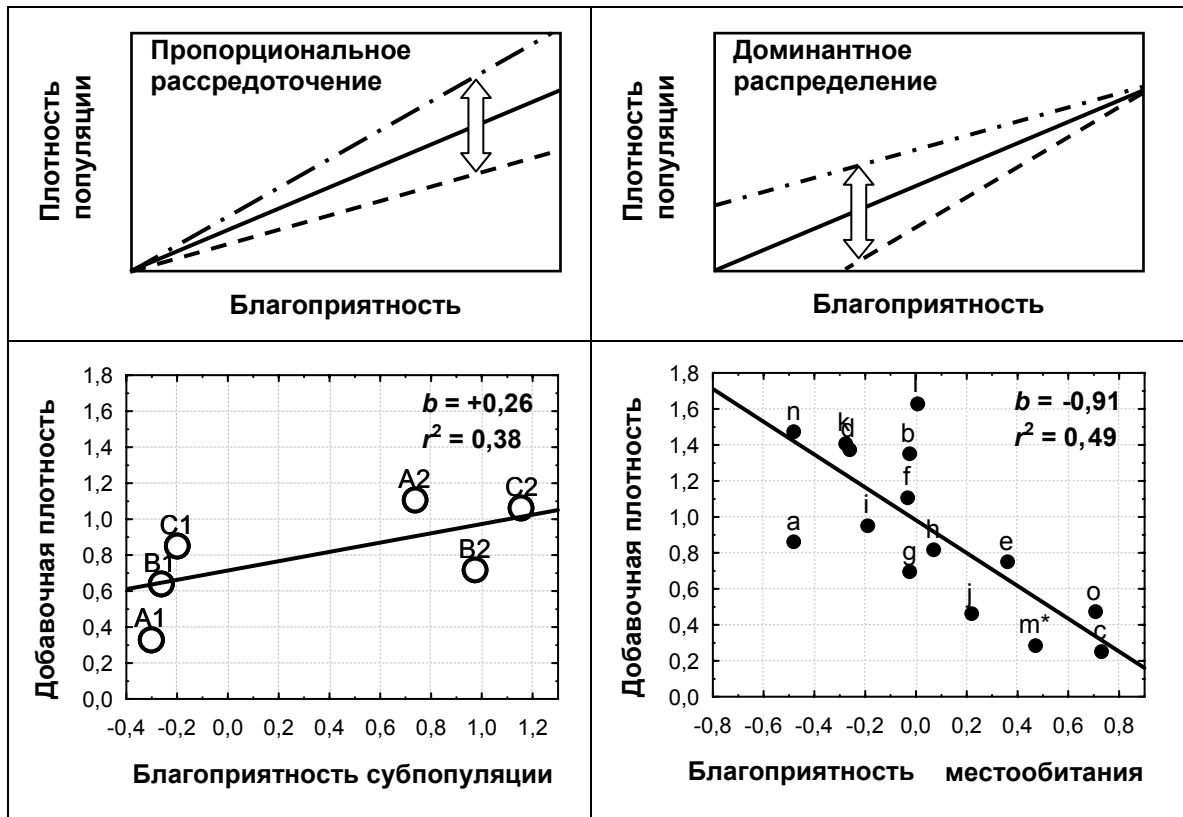 Пропорциональное
рассредоточение
Плотность
популяции
Благоприятность
Доминантное
распределение
Плотность
популяции
Благоприятность
1,8
1,6
1,4
1,2
1,0
0,8
0,6
0,4
0,2
0,0
-0,4 -0,2 0,0 0,2 0,4 0,6 0,8 1,0 1,2
b = +0,26
r² = 0,38
A2
C2
C1
B2
B1
A1
Добавочная плотность
Благоприятность субпопуляции
1,8
1,6
1,4
1,2
1,0
0,8
0,6
0,4
0,2
0,0
-0,8 -0,6 -0,4 -0,2 0,0 0,2 0,4 0,6 0,8
b = -0,91
r² = 0,49
l
n
k
d
b
f
i
a
h
g
e
j
o
m*
c
Добавочная плотность
Благоприятность местообитания